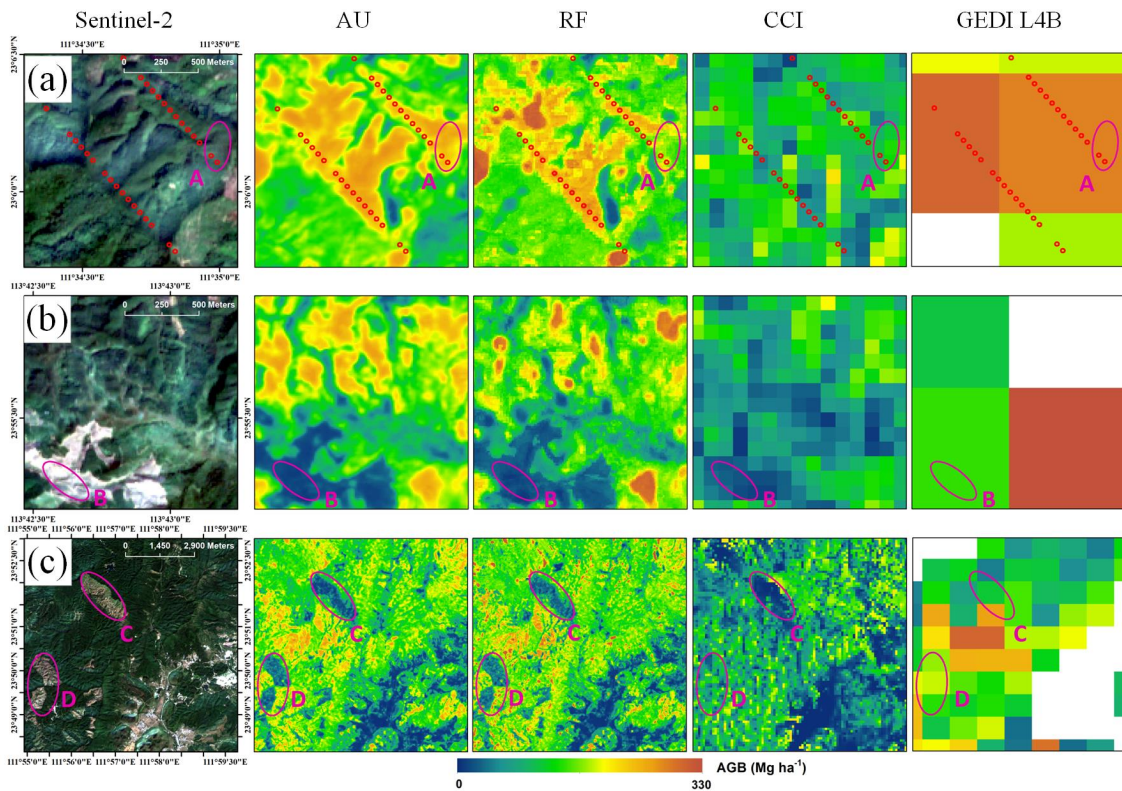 Sentinel-2 AU RF CCI GEDI L4B
111°34'30"E 111°35'0"E
(a)
0 250 500 Meters
23°6'30"N
23°6'0"N
A A A A A
111°34'30"E 111°35'0"E
113°42'30"E 113°43'0"E
(b)
0 250 500 Meters
23°55'30"N
23°55'30"N
B B B B B
113°42'30"E 113°43'0"E
111°55'0"E 111°56'0"E 111°57'0"E 111°58'0"E 111°59'30"E
(c)
0 1,450 2,900 Meters
23°52'30"N
C C C C C
23°51'0"N
23°50'0"N
D D D D D
23°49'0"N
111°55'0"E 111°56'0"E 111°57'0"E 111°58'0"E 111°59'30"E
AGB (Mg ha⁻¹)
0 330